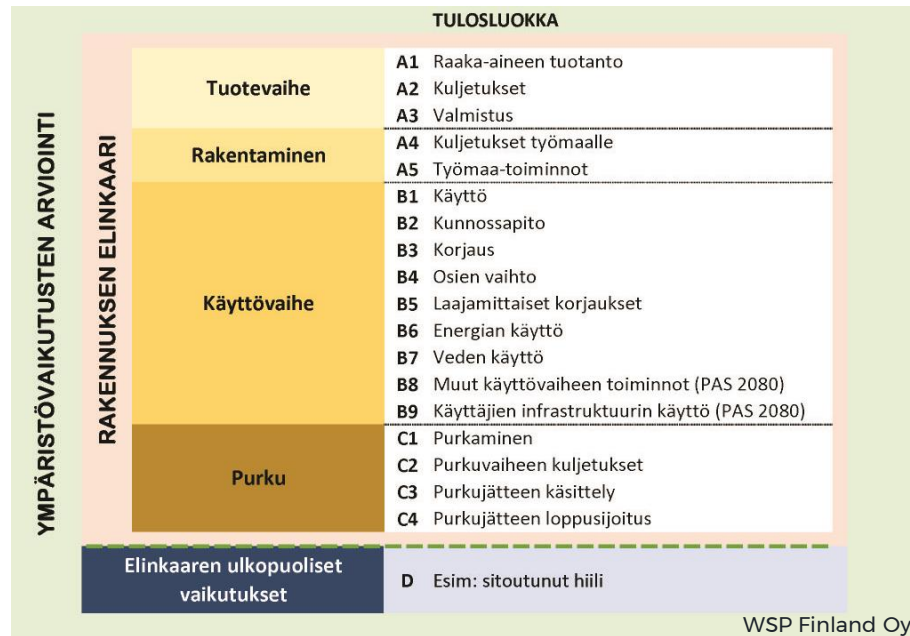 TULOSLUOKKA
YMPÄRISTÖVAIKUTUSTEN ARVIOINTI
RAKENNUKSEN ELINKAARI
Tuotevaihe
A1 Raaka-aineen tuotanto
A2 Kuljetukset
A3 Valmistus
Rakentaminen
A4 Kuljetukset työmaalle
A5 Työmaa-toiminnot
Käyttövaihe
B1 Käyttö
B2 Kunnossapito
B3 Korjaus
B4 Osien vaihto
B5 Laajamittaiset korjaukset
B6 Energian käyttö
B7 Veden käyttö
B8 Muut käyttövaiheen toiminnot (PAS 2080)
B9 Käyttäjien infrastruktuurin käyttö (PAS 2080)
Purku
C1 Purkaminen
C2 Purkuvaiheen kuljetukset
C3 Purkujätteen käsittely
C4 Purkujätteen loppusijoitus
Elinkaaren ulkopuoliset
vaikutukset
D Esim: sitoutunut hiili
WSP Finland Oy